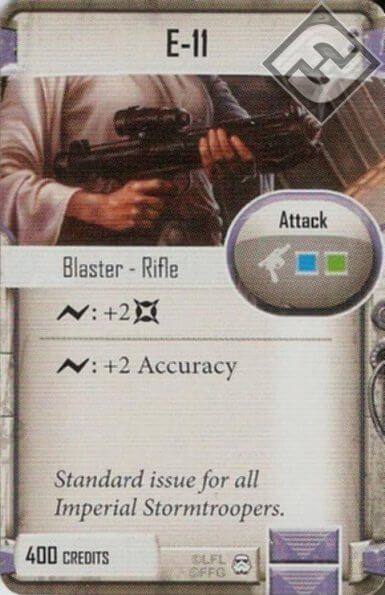 E-11
Attack
Blaster - Rifle
: +2
: +2 Accuracy
Standard issue for all
Imperial Stormtroopers.
400 CREDITS
©LFL
©FFG